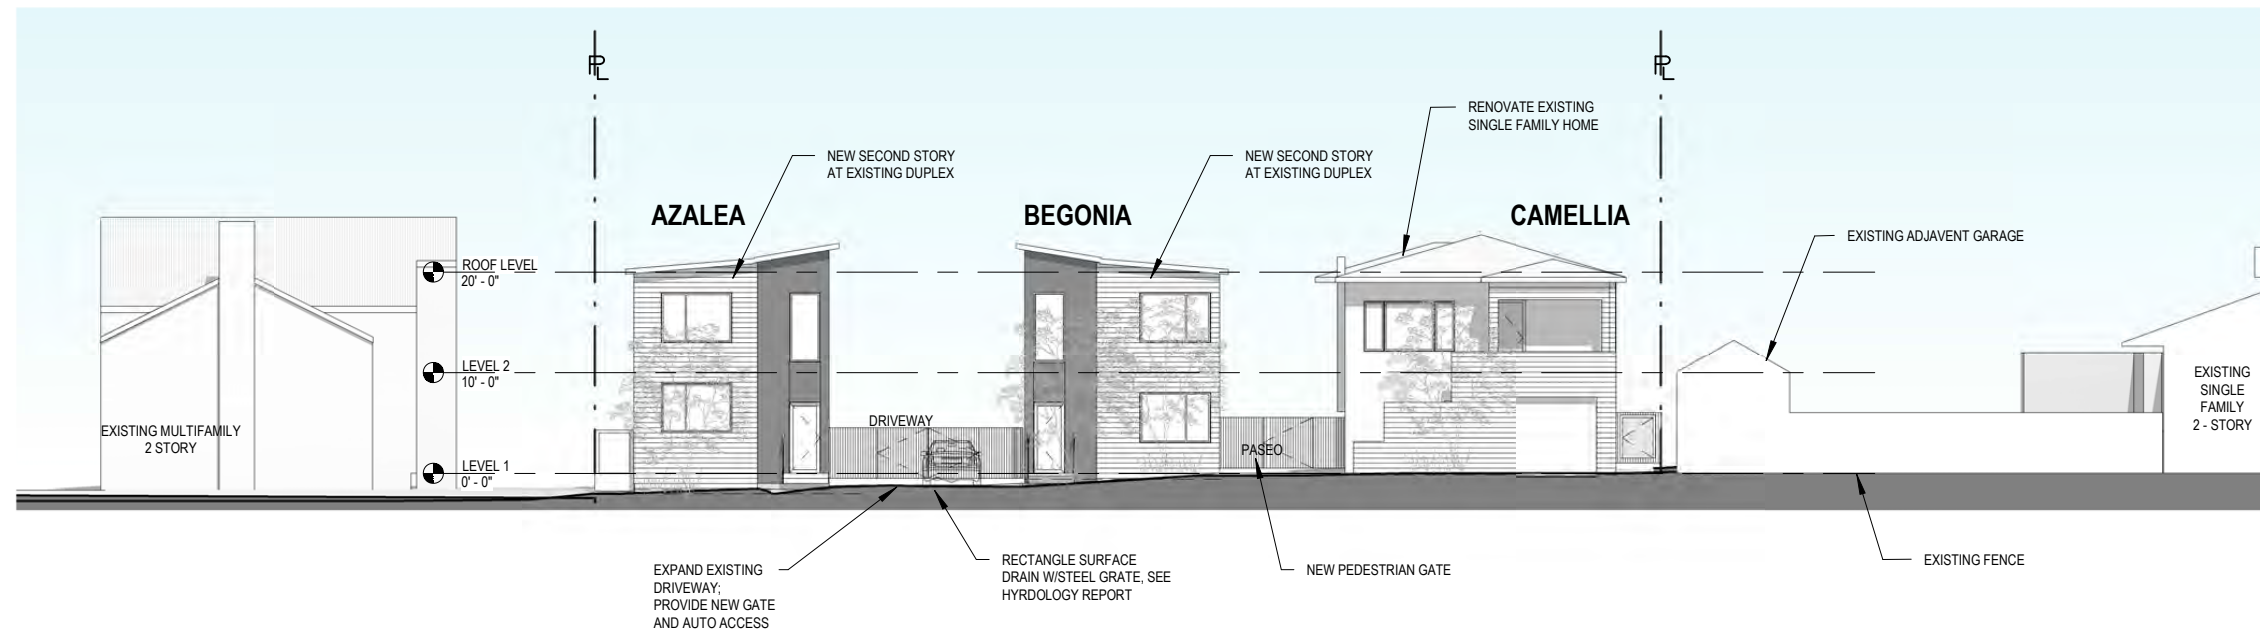 PL
PL
RENOVATE EXISTING
SINGLE FAMILY HOME
NEW SECOND STORY
AT EXISTING DUPLEX
NEW SECOND STORY
AT EXISTING DUPLEX
AZALEA
BEGONIA
CAMELLIA
EXISTING ADJAVENT GARAGE
ROOF LEVEL
20' - 0"
LEVEL 2
10' - 0"
LEVEL 1
0' - 0"
EXISTING MULTIFAMILY
2 STORY
DRIVEWAY
PASEO
EXISTING
SINGLE
FAMILY
2 - STORY
EXPAND EXISTING
DRIVEWAY;
PROVIDE NEW GATE
AND AUTO ACCESS
RECTANGLE SURFACE
DRAIN W/STEEL GRATE, SEE
HYRDOLOGY REPORT
NEW PEDESTRIAN GATE
EXISTING FENCE